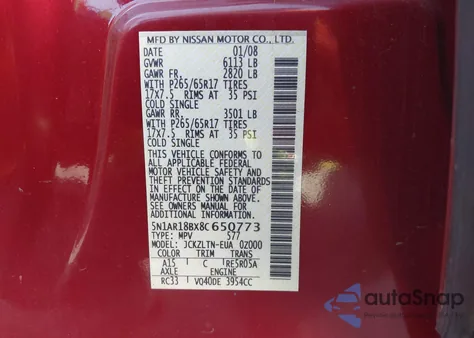 MFD BY NISSAN MOTOR CO., LTD.
DATE 01/08
GVWR 6113 LB
GAWR FR. 2820 LB
WITH P265/65R17 TIRES
17X7.5 RIMS AT 35 PSI
COLD SINGLE
GAWR RR. 3501 LB
WITH P265/65R17 TIRES
17X7.5 RIMS AT 35 PSI
COLD SINGLE
THIS VEHICLE CONFORMS TO
ALL APPLICABLE FEDERAL
MOTOR VEHICLE SAFETY AND
THEFT PREVENTION STANDARDS
IN EFFECT ON THE DATE OF
MANUFACTURE SHOWN ABOVE.
SEE OWNERS MANUAL FOR
ADDITIONAL INFORMATION.
5N1AR18BX8C650773
TYPE: MPV 577
MODEL: JCKZLTN-EUA 0Z000
COLOR TRIM TRANS
A15 C RE5R05A
AXLE ENGINE
RC33 VQ40DE 3954CC
autoSnap